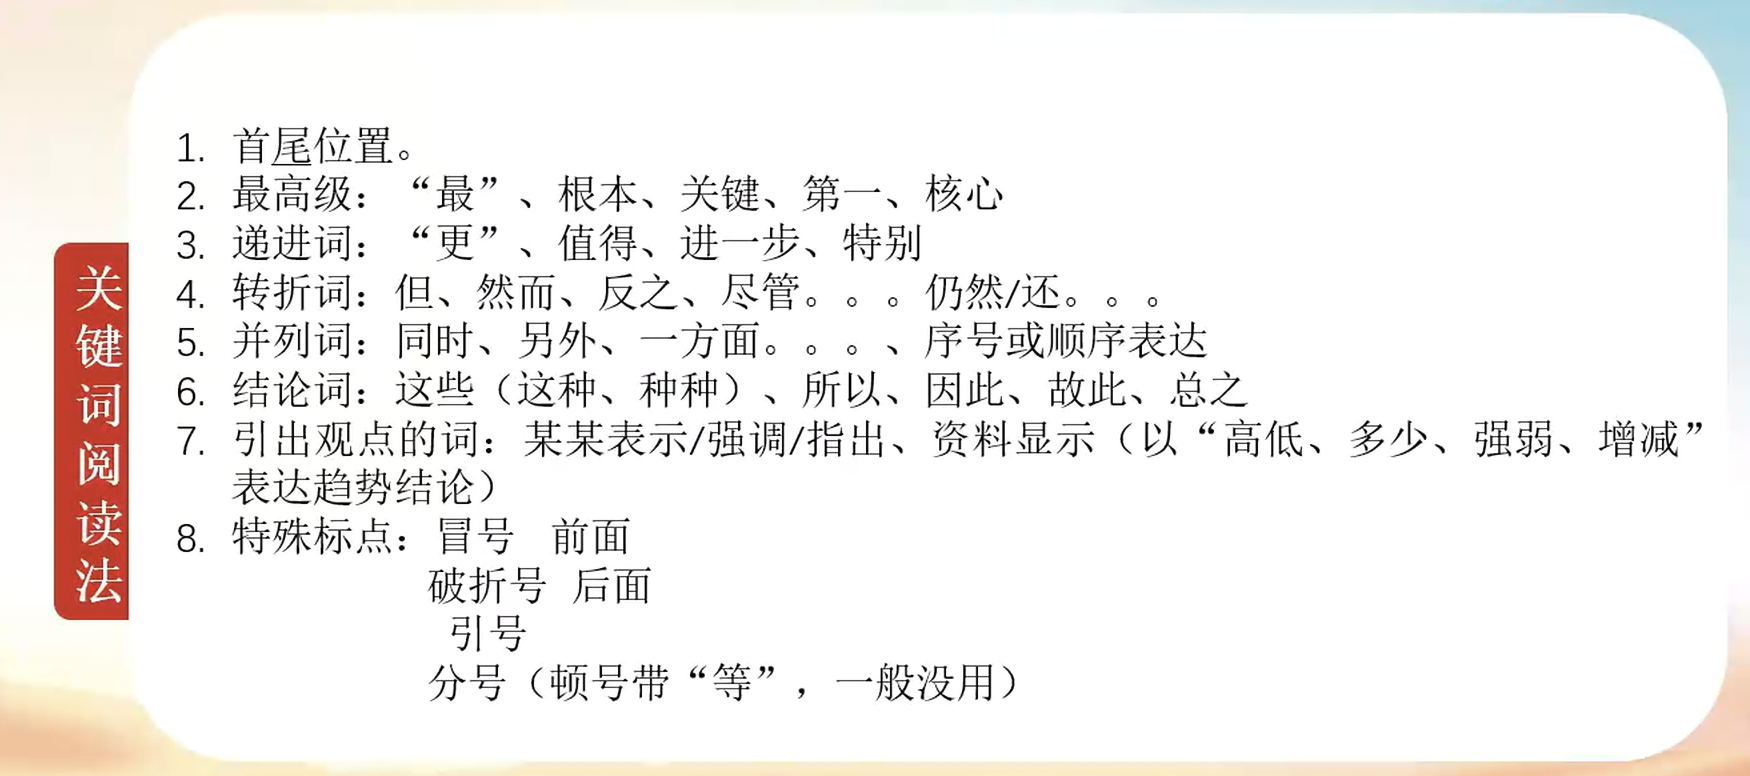 关键词阅读法
1. 首尾位置。
2. 最高级：“最”、根本、关键、第一、核心
3. 递进词：“更”、值得、进一步、特别
4. 转折词：但、然而、反之、尽管。。。仍然/还。。。
5. 并列词：同时、另外、一方面。。。、序号或顺序表达
6. 结论词：这些（这种、种种）、所以、因此、故此、总之
7. 引出观点的词：某某表示/强调/指出、资料显示（以“高低、多少、强弱、增减”
表达趋势结论）
8. 特殊标点：冒号 前面
破折号 后面
引号
分号（顿号带“等”，一般没用）